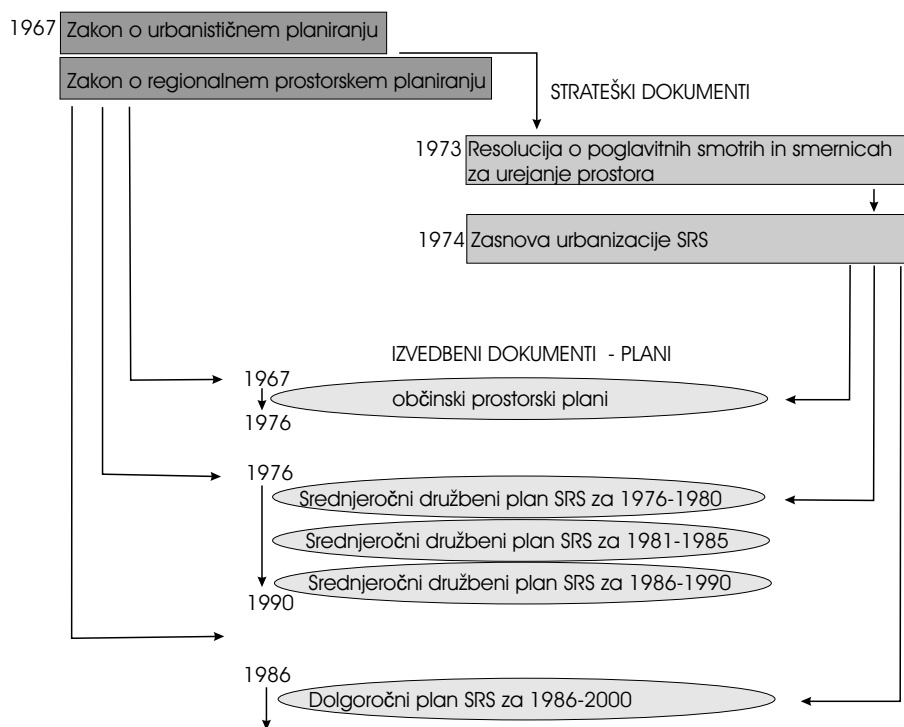 1967 Zakon o urbanističnem planiranju
Zakon o regionalnem prostorskem planiranju
STRATEŠKI DOKUMENTI
1973 Resolucija o poglavitnih smotrih in smernicah
za urejanje prostora
1974 Zasnova urbanizacije SRS
IZVEDBENI DOKUMENTI - PLANI
1967
občinski prostorski plani
1976
1976
Srednjeročni družbeni plan SRS za 1976-1980
Srednjeročni družbeni plan SRS za 1981-1985
Srednjeročni družbeni plan SRS za 1986-1990
1990
1986
Dolgoročni plan SRS za 1986-2000